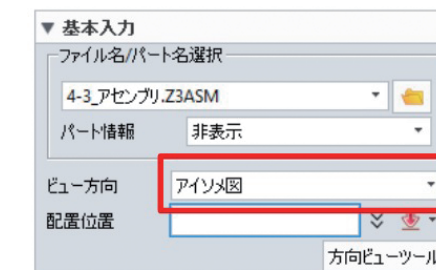 ▼ 基本入力
ファイル名/パート名選択
4-3_アセンブリ.Z3ASM
パート情報 非表示
ビュー方向 アイソメ図
配置位置
方向ビューツール